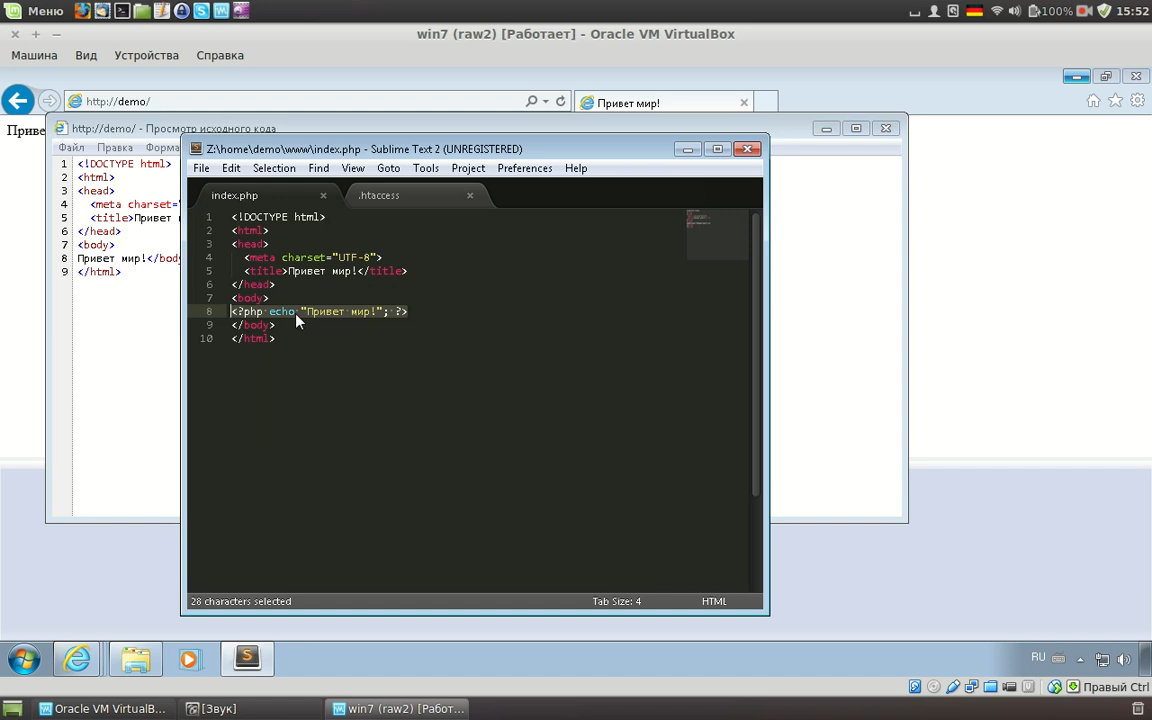 Меню
100%
15:52
win7 (raw2) [Работает] - Oracle VM VirtualBox
Машина Вид Устройства Справка
http://demo/
Привет мир!
Приве
http://demo/ - Просмотр исходного кода
Файл Правка Форма
1 <!DOCTYPE html>
2 <html>
3 <head>
4 <meta charset="
5 <title>Привет
6 </head>
7 <body>
8 Привет мир!</body
9 </html>
Z:\home\demo\www\index.php - Sublime Text 2 (UNREGISTERED)
File Edit Selection Find View Goto Tools Project Preferences Help
index.php .htaccess
1 <!DOCTYPE html>
2 <html>
3 <head>
4 <meta charset="UTF-8">
5 <title>Привет мир!</title>
6 </head>
7 <body>
8 <?php echo "Привет мир!"; ?>
9 </body>
10 </html>
28 characters selected Tab Size: 4 HTML
RU
Правый Ctrl
Oracle VM VirtualB... [Звук] win7 (raw2) [Работ...